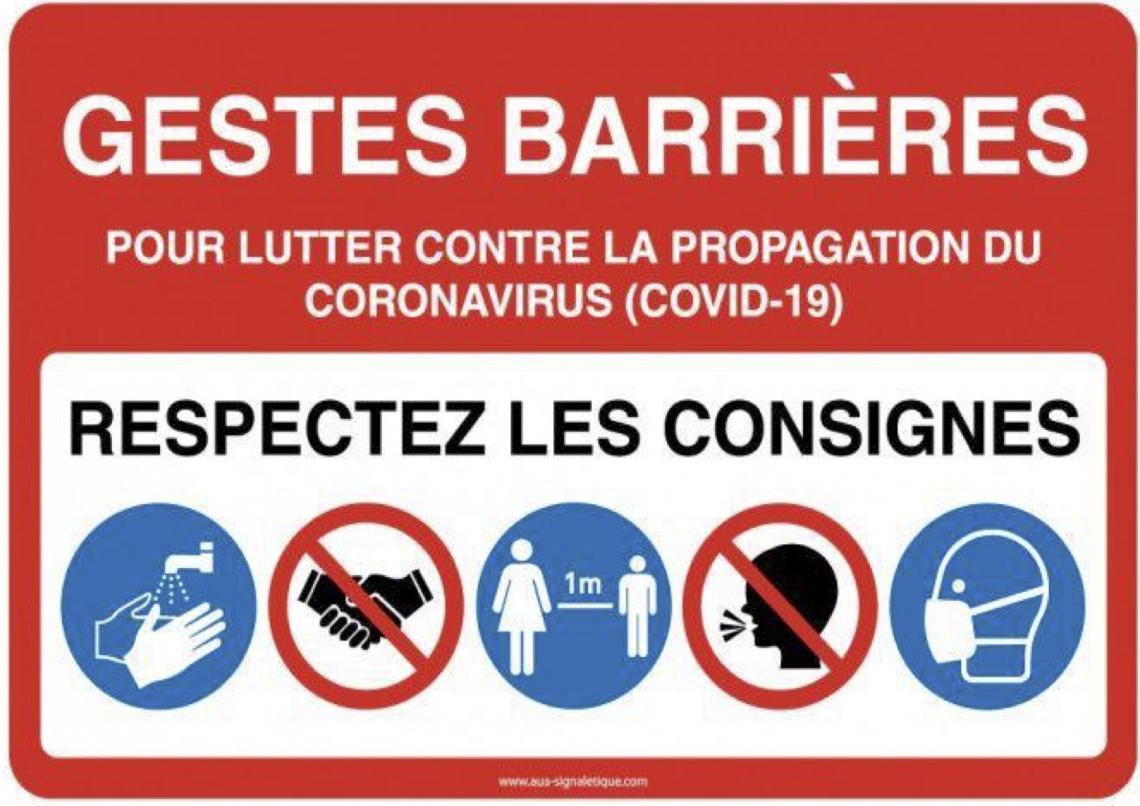 GESTES BARRIÈRES
POUR LUTTER CONTRE LA PROPAGATION DU
CORONAVIRUS (COVID-19)
RESPECTEZ LES CONSIGNES
1m
www.aua-signaletique.com